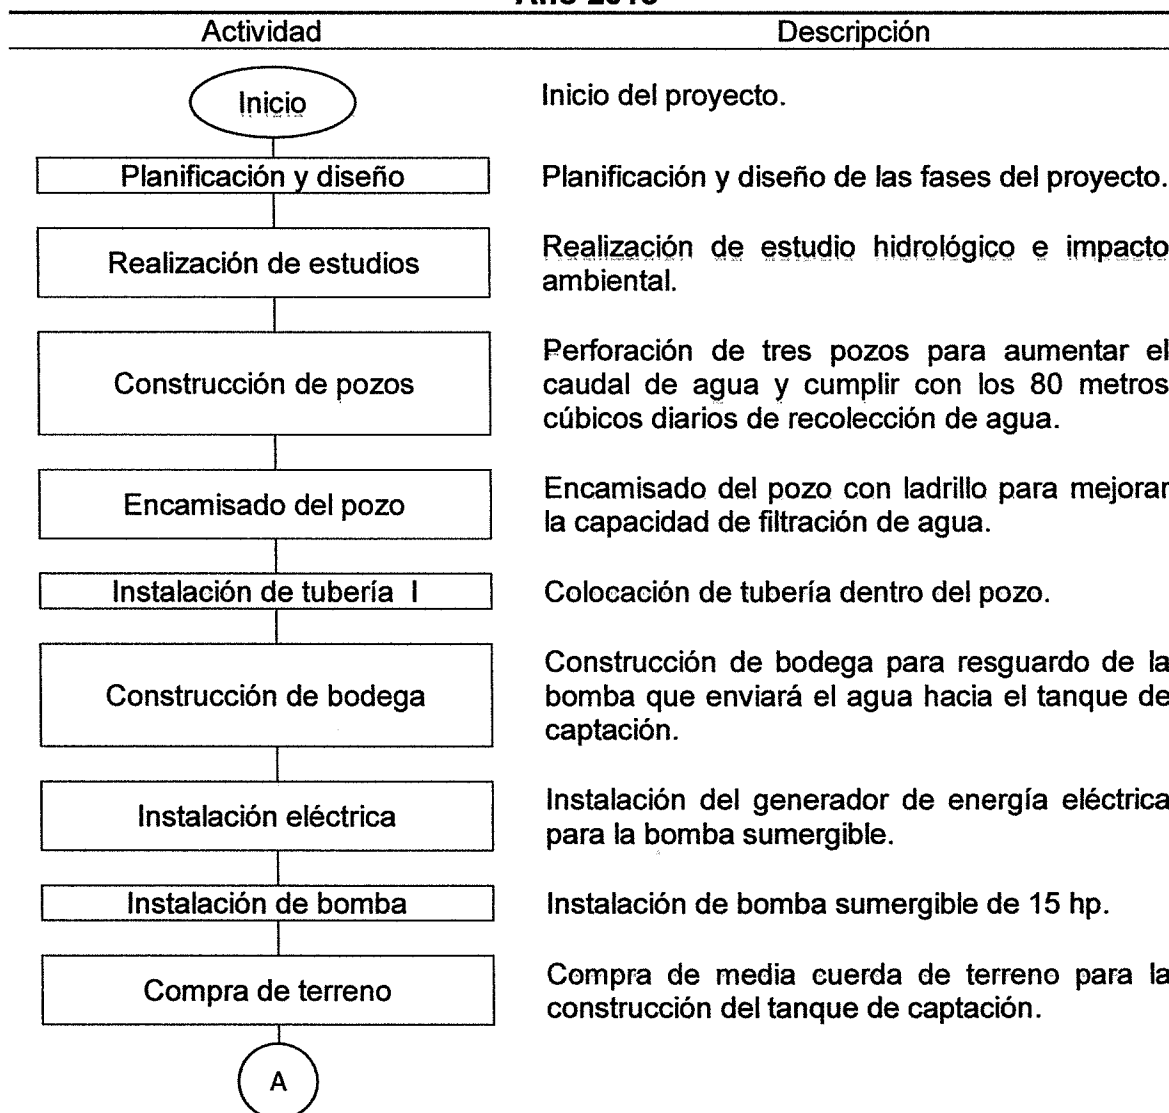 Actividad Descripción
Inicio Inicio del proyecto.
Planificación y diseño Planificación y diseño de las fases del proyecto.
Realización de estudios
Realización de estudio hidrológico e impacto
ambiental.
Construcción de pozos
Perforación de tres pozos para aumentar el
caudal de agua y cumplir con los 80 metros
cúbicos diarios de recolección de agua.
Encamisado del pozo
Encamisado del pozo con ladrillo para mejorar
la capacidad de filtración de agua.
Instalación de tubería I Colocación de tubería dentro del pozo.
Construcción de bodega
Construcción de bodega para resguardo de la
bomba que enviará el agua hacia el tanque de
captación.
Instalación eléctrica
Instalación del generador de energía eléctrica
para la bomba sumergible.
Instalación de bomba Instalación de bomba sumergible de 15 hp.
Compra de terreno
Compra de media cuerda de terreno para la
construcción del tanque de captación.
A